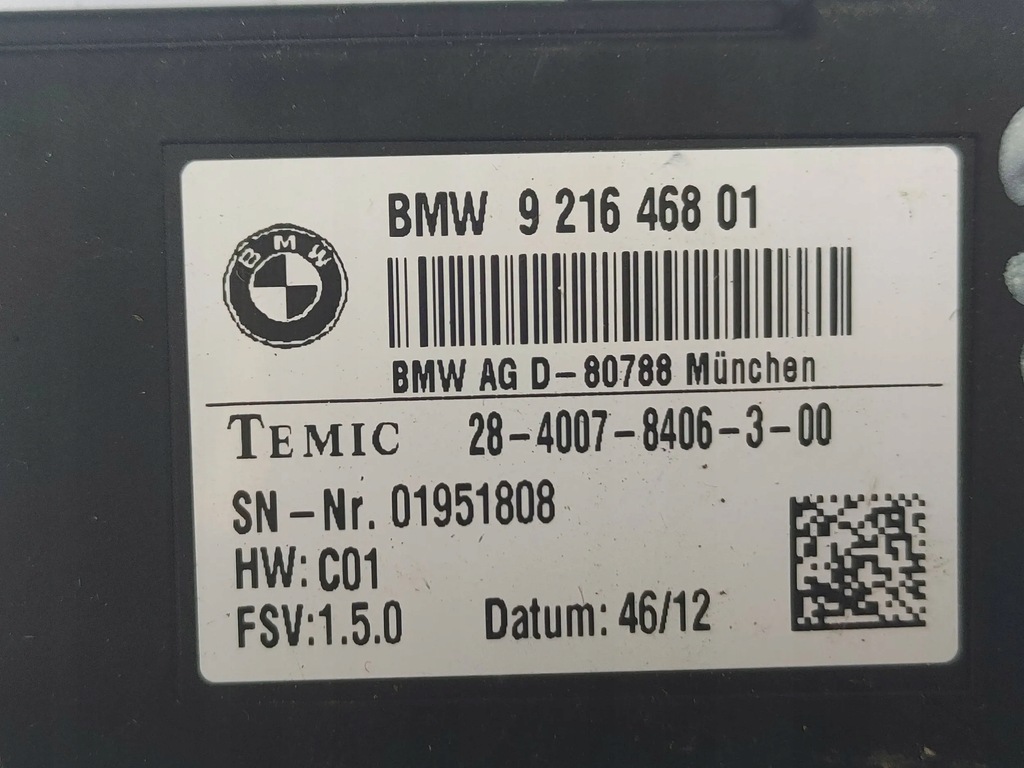 BMW
BMW 9 216 468 01
BMW AG D-80788 München
TEMIC 28-4007-8406-3-00
SN-Nr. 01951808
HW: C01
FSV:1.5.0 Datum: 46/12